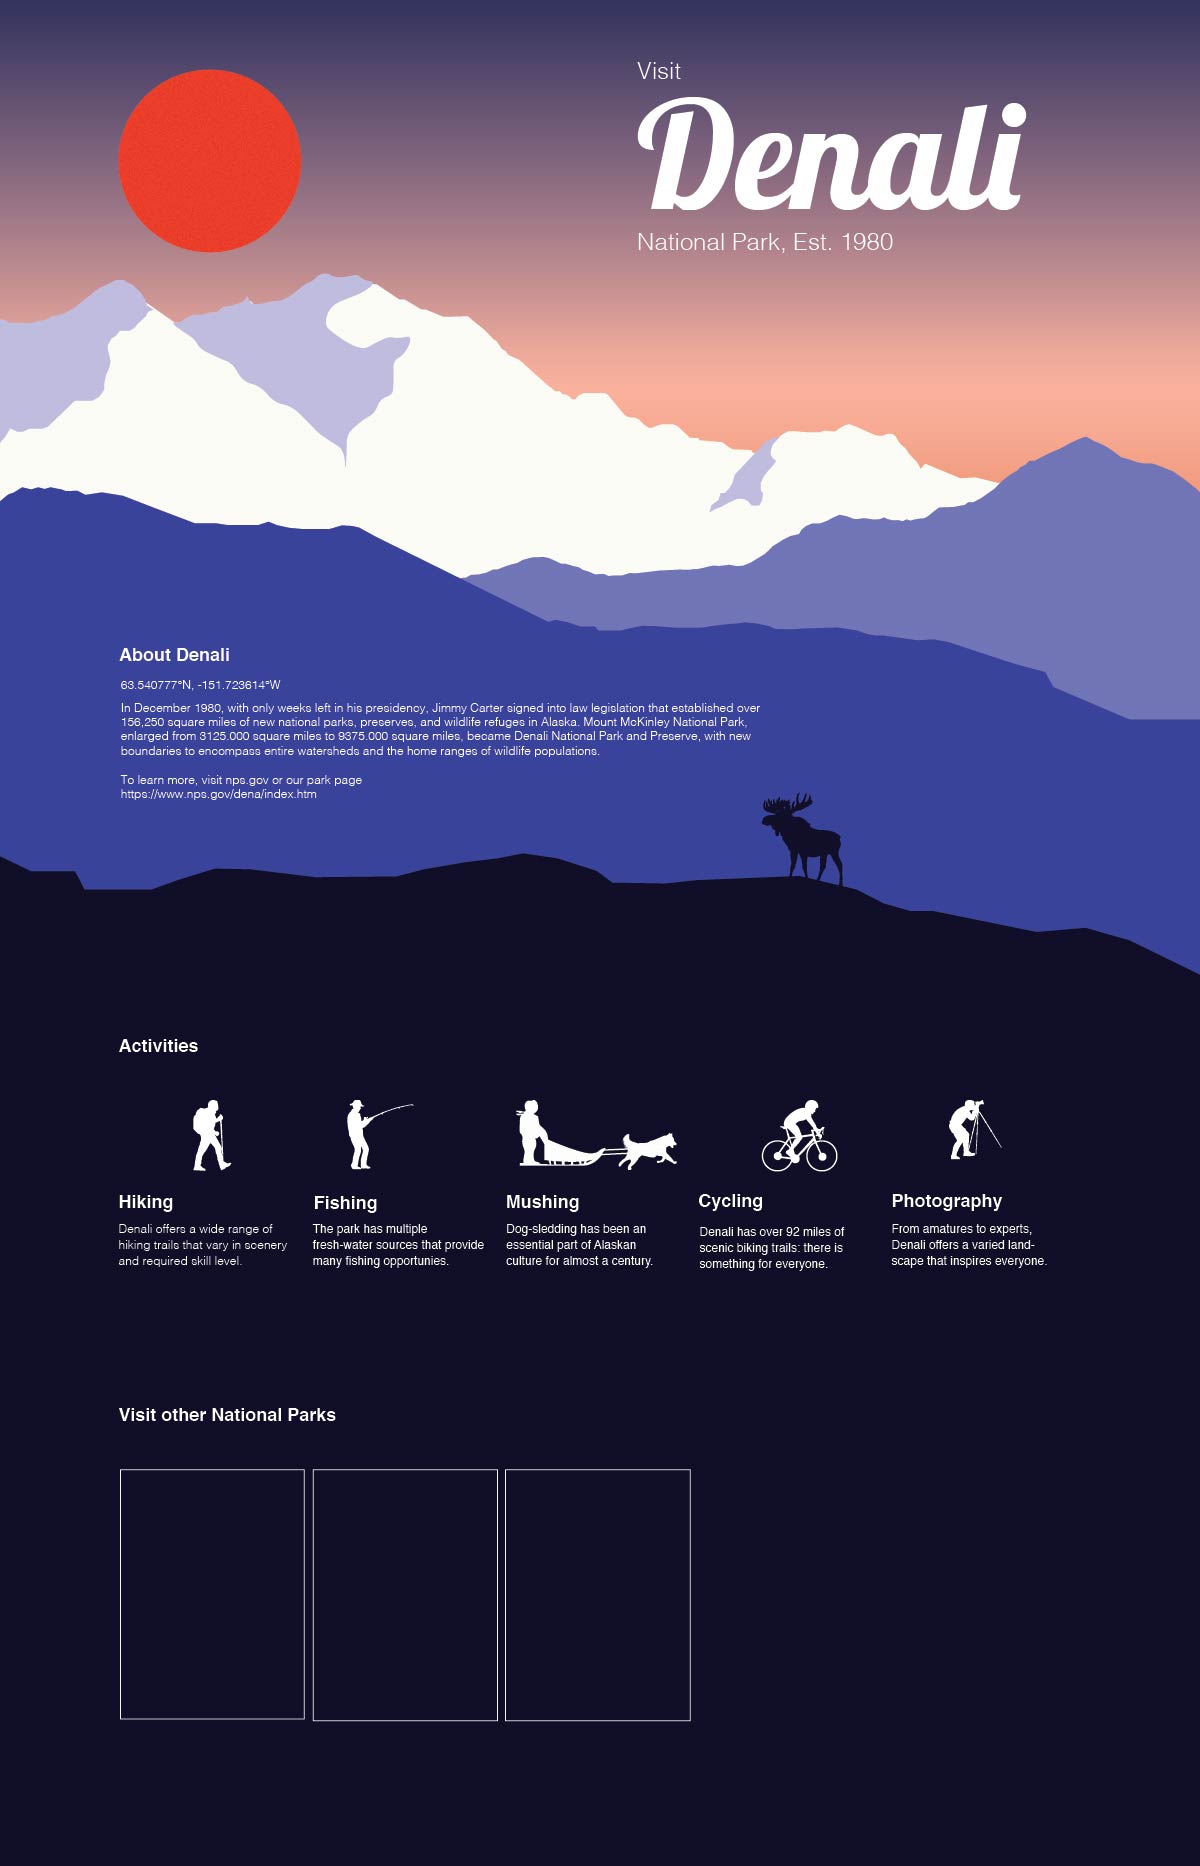 Visit
Denali
National Park, Est. 1980
About Denali
63.540777°N, -151.723614°W
In December 1980, with only weeks left in his presidency, Jimmy Carter signed into law legislation that established over
156,250 square miles of new national parks, preserves, and wildlife refuges in Alaska. Mount McKinley National Park,
enlarged from 3125.000 square miles to 9375.000 square miles, became Denali National Park and Preserve, with new
boundaries to encompass entire watersheds and the home ranges of wildlife populations.
To learn more, visit nps.gov or our park page
https://www.nps.gov/dena/index.htm
Activities
Hiking
Denali offers a wide range of
hiking trails that vary in scenery
and required skill level.
Fishing
The park has multiple
fresh-water sources that provide
many fishing opportunies.
Mushing
Dog-sledding has been an
essential part of Alaskan
culture for almost a century.
Cycling
Denali has over 92 miles of
scenic biking trails: there is
something for everyone.
Photography
From amatures to experts,
Denali offers a varied land-
scape that inspires everyone.
Visit other National Parks